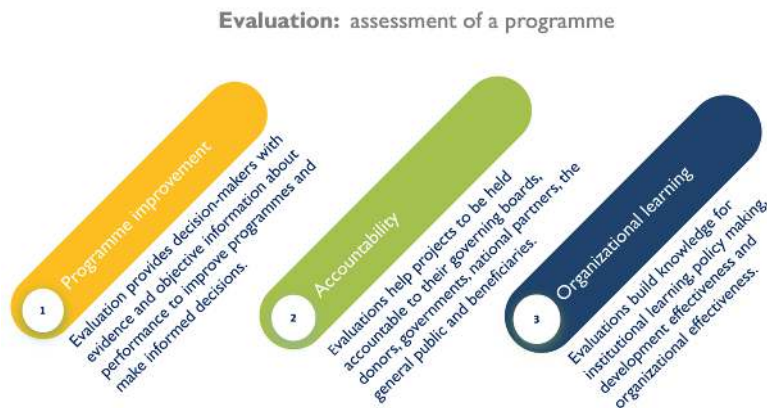 Evaluation: assessment of a programme
1
Programme improvement
Evaluation provides decision-makers with
evidence and objective information about
performance to improve programmes and
make informed decisions.
2
Accountability
Evaluations help projects to be held
accountable to their governing boards,
donors, governments, national partners, the
general public and beneficiaries.
3
Organizational learning
Evaluations build knowledge for
institutional learning, policy making,
development effectiveness and
organizational effectiveness.